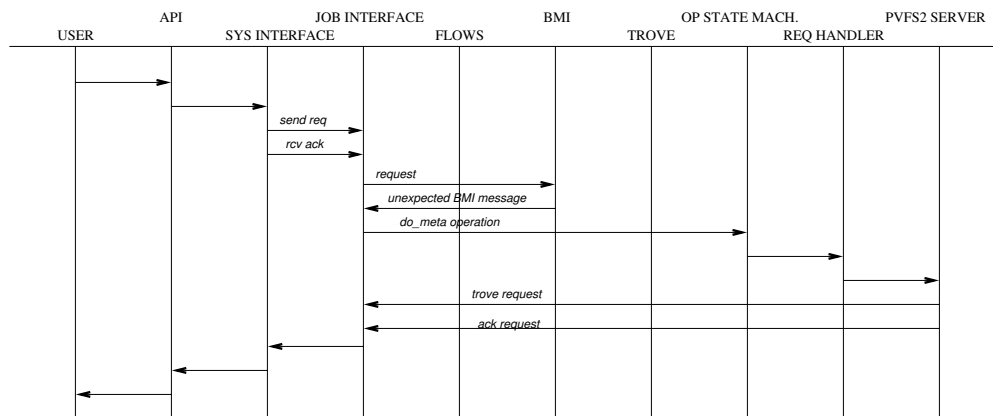 API JOB INTERFACE BMI OP STATE MACH. PVFS2 SERVER
USER SYS INTERFACE FLOWS TROVE REQ HANDLER
send req
rcv ack
request
unexpected BMI message
do_meta operation
trove request
ack request